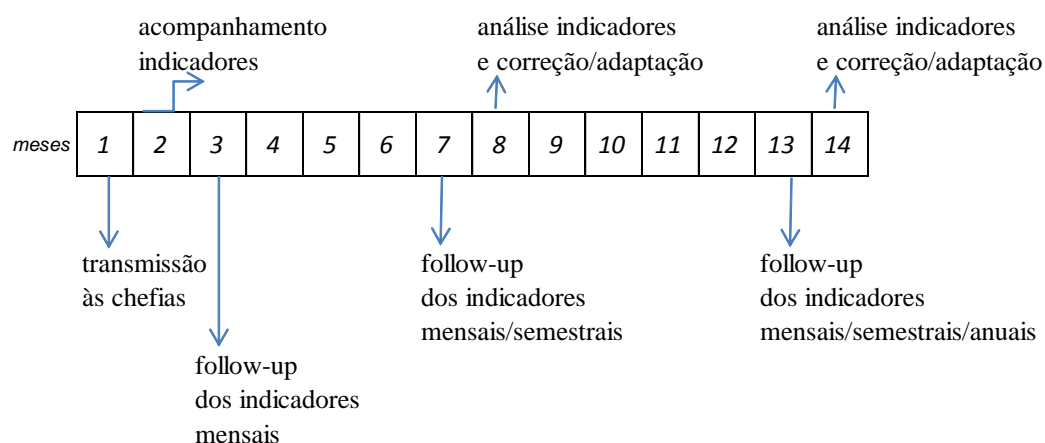 acompanhamento
indicadores
análise indicadores
e correção/adaptação
análise indicadores
e correção/adaptação
meses 1 2 3 4 5 6 7 8 9 10 11 12 13 14
transmissão
às chefias
follow-up
dos indicadores
mensais
follow-up
dos indicadores
mensais/semestrais
follow-up
dos indicadores
mensais/semestrais/anuais